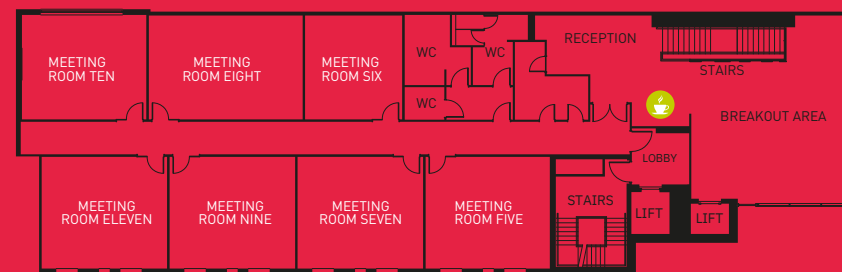 MEETING
ROOM TEN
MEETING
ROOM EIGHT
MEETING
ROOM SIX
WC
WC
WC
RECEPTION
STAIRS
BREAKOUT AREA
LOBBY
MEETING
ROOM ELEVEN
MEETING
ROOM NINE
MEETING
ROOM SEVEN
MEETING
ROOM FIVE
STAIRS
LIFT
LIFT